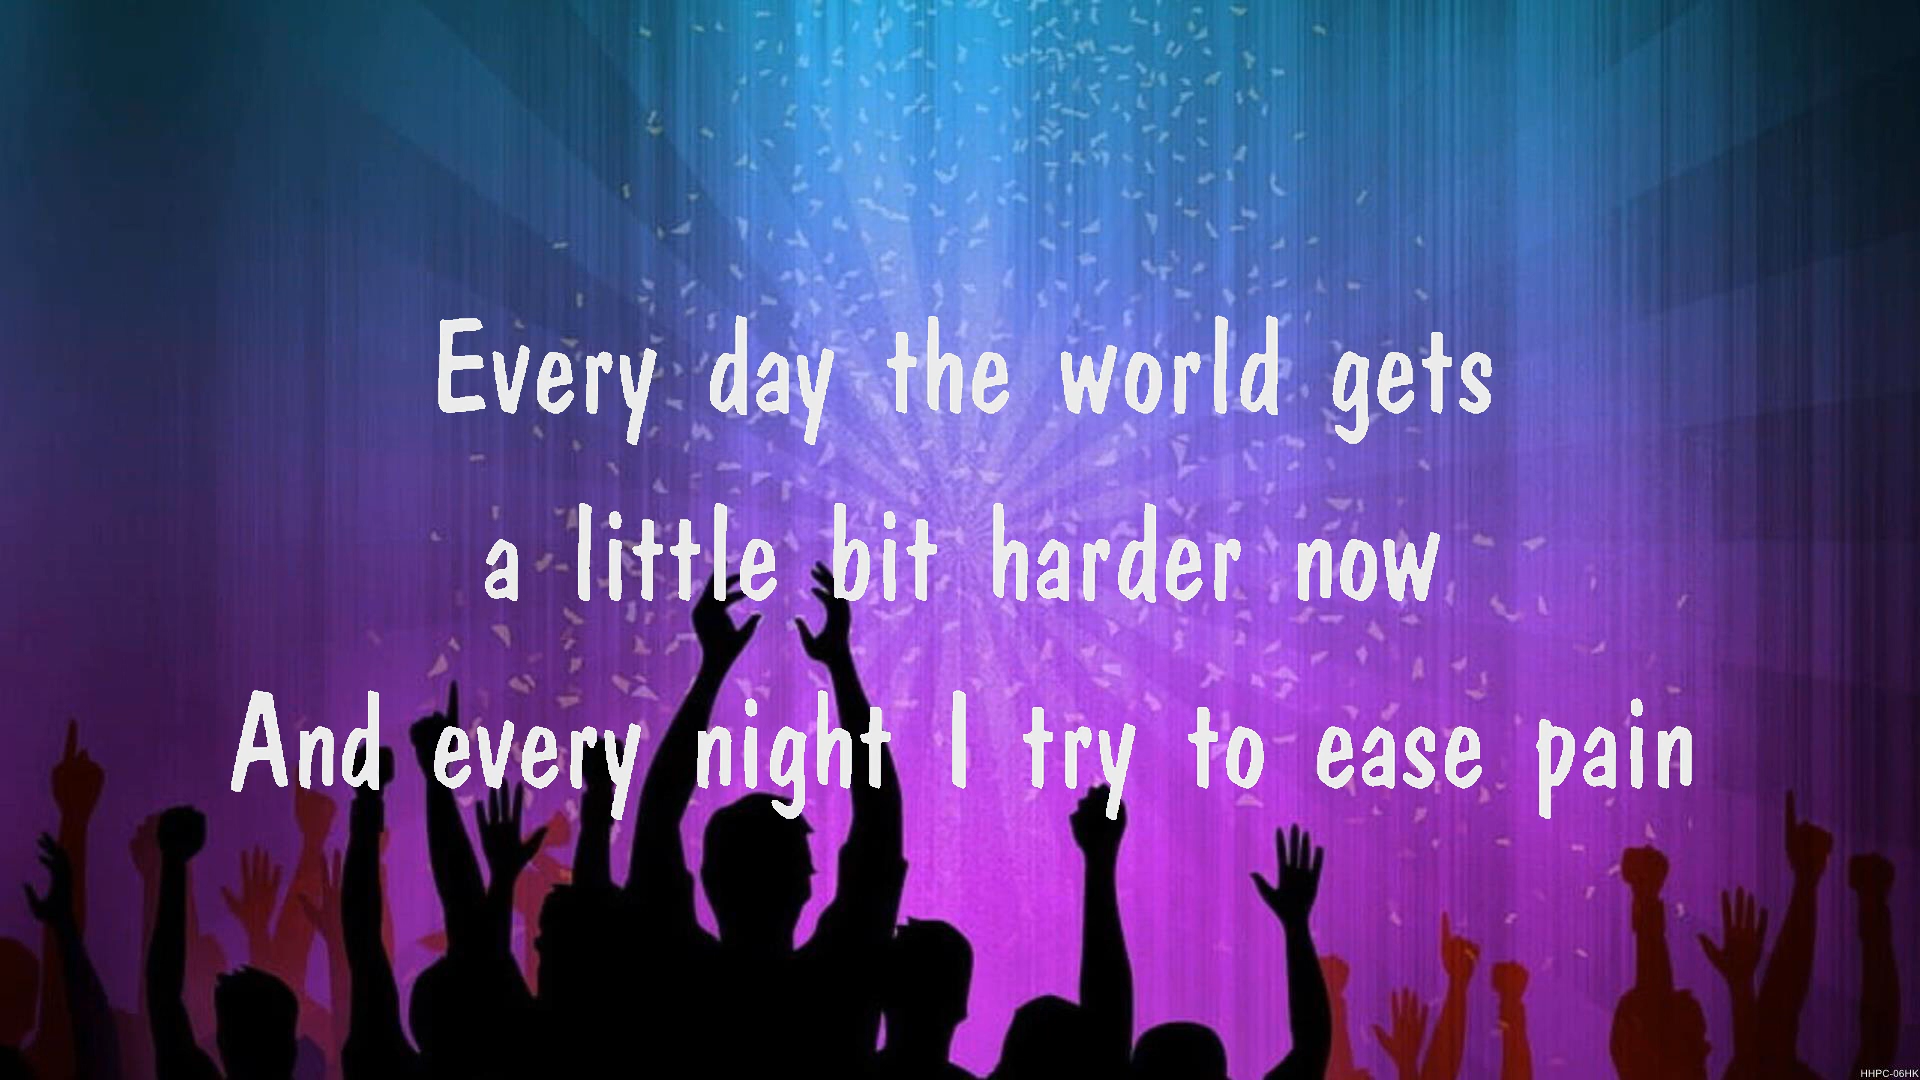 Every day the world gets
a little bit harder now
And every night I try to ease pain
HHPC-06HK